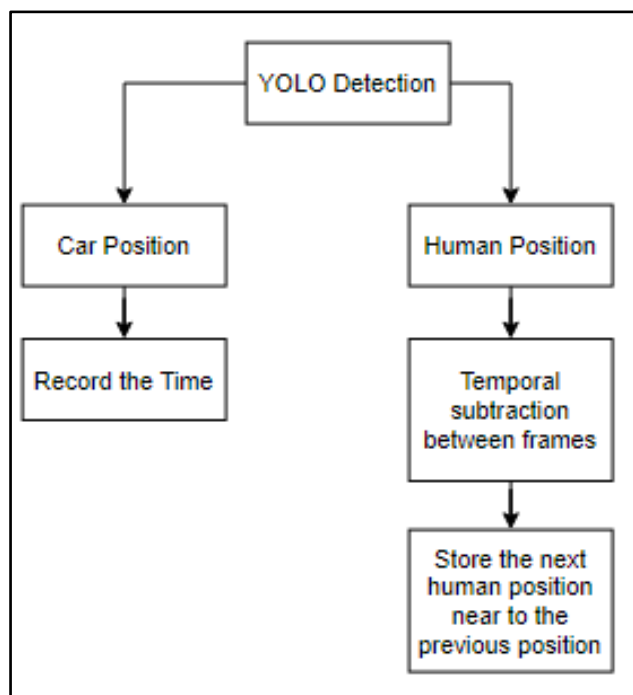 YOLO Detection
Car Position
Human Position
Record the Time
Temporal
subtraction
between frames
Store the next
human position
near to the
previous position